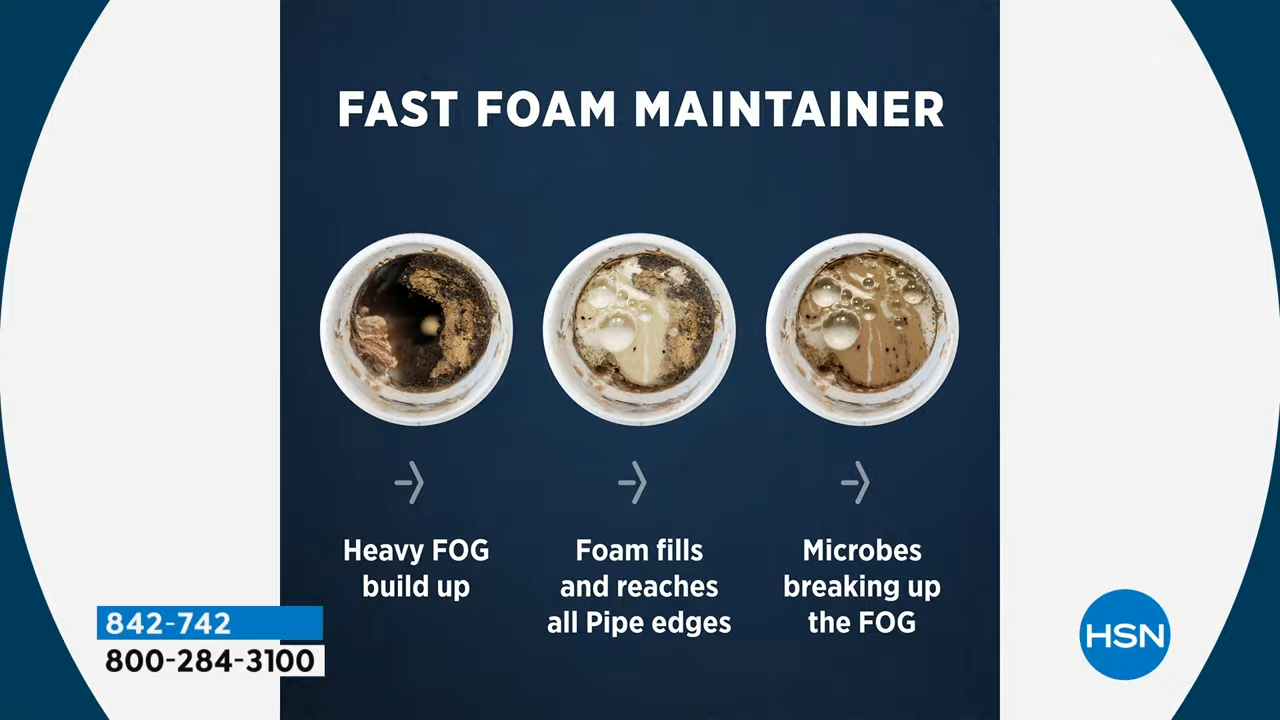 FAST FOAM MAINTAINER
Heavy FOG
build up
Foam fills
and reaches
all Pipe edges
Microbes
breaking up
the FOG
842-742
800-284-3100
HSN